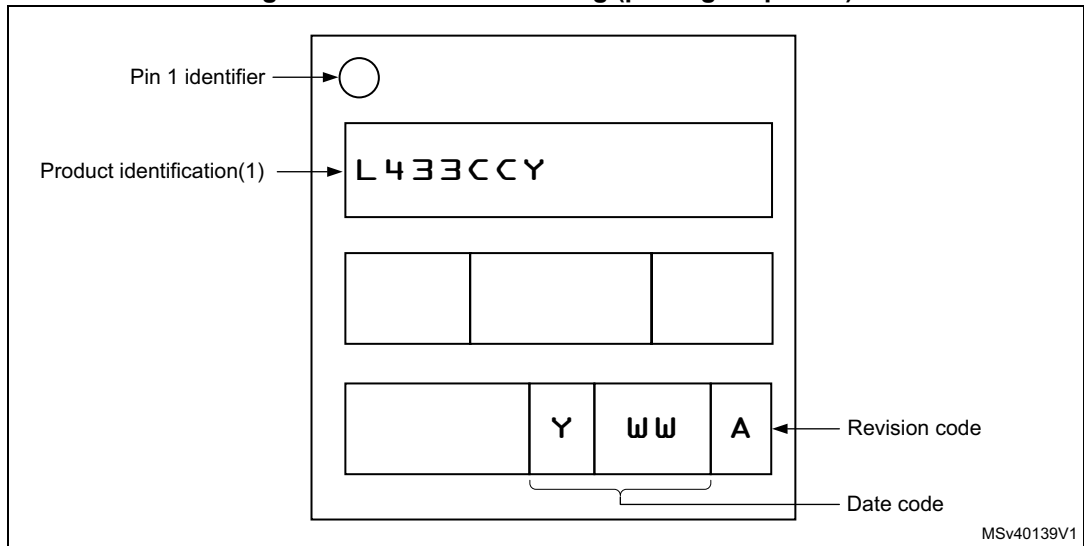 Pin 1 identifier
Product identification(1)
L433CCY
Y WW A
Revision code
Date code
MSv40139V1